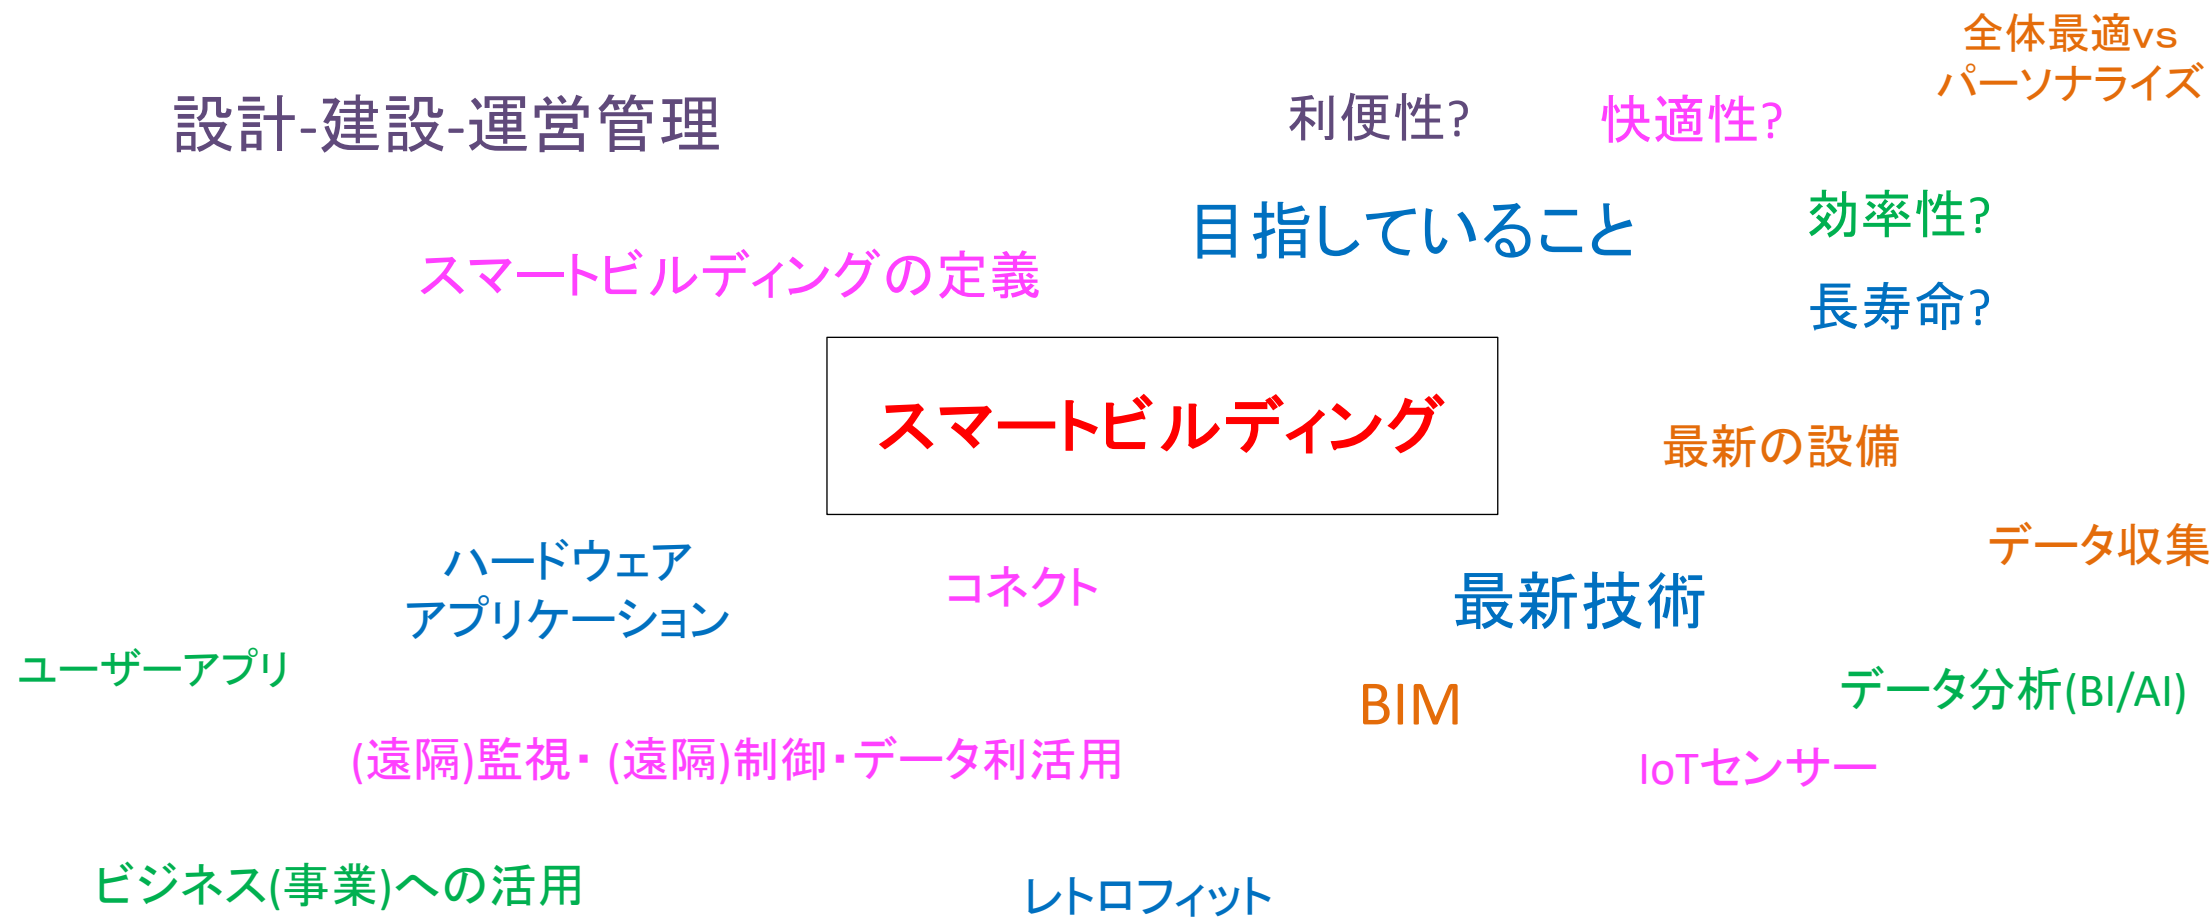 全体最適vs
パーソナライズ
設計-建設-運営管理
利便性?
快適性?
目指していること
効率性?
スマートビルディングの定義
長寿命?
スマートビルディング
最新の設備
データ収集
ハードウェア
アプリケーション
コネクト
最新技術
ユーザーアプリ
BIM
データ分析(BI/AI)
(遠隔)監視・(遠隔)制御・データ利活用
IoTセンサー
ビジネス(事業)への活用
レトロフィット